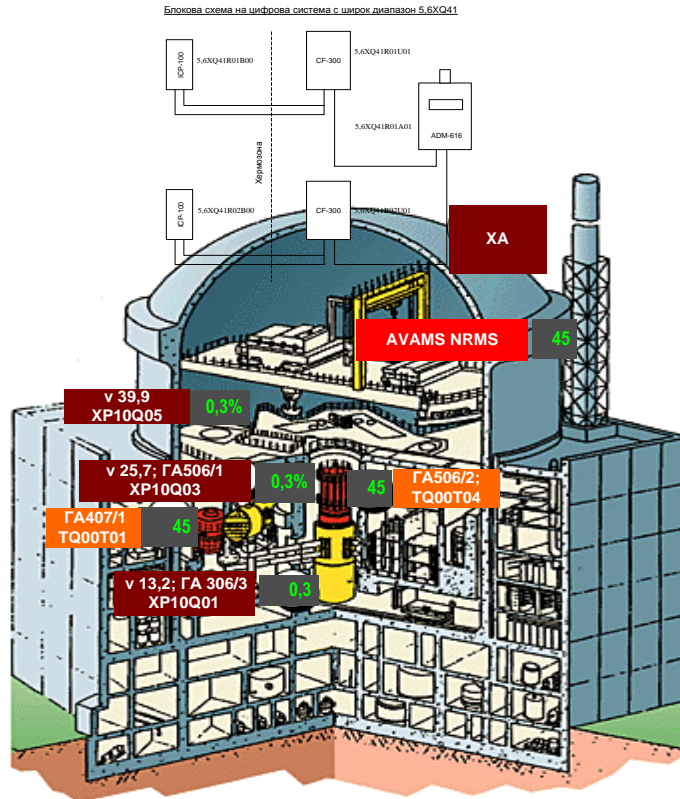 Блокова схема на цифрова система с широк диапазон 5,6XQ41
ICP-100
5,6XQ41R01B00
CF-300
5,6XQ41R01U01
5,6XQ41R01A01
ADM-616
Хермозона
ICP-100
5,6XQ41R02B00
CF-300
5,6XQ41R02U01
XA
AVAMS NRMS
45
v 39,9
XP10Q05
0,3%
v 25,7; ГА506/1
XP10Q03
0,3%
45
ГА506/2;
TQ00T04
ГА407/1
TQ00T01
45
v 13,2; ГА 306/3
XP10Q01
0,3